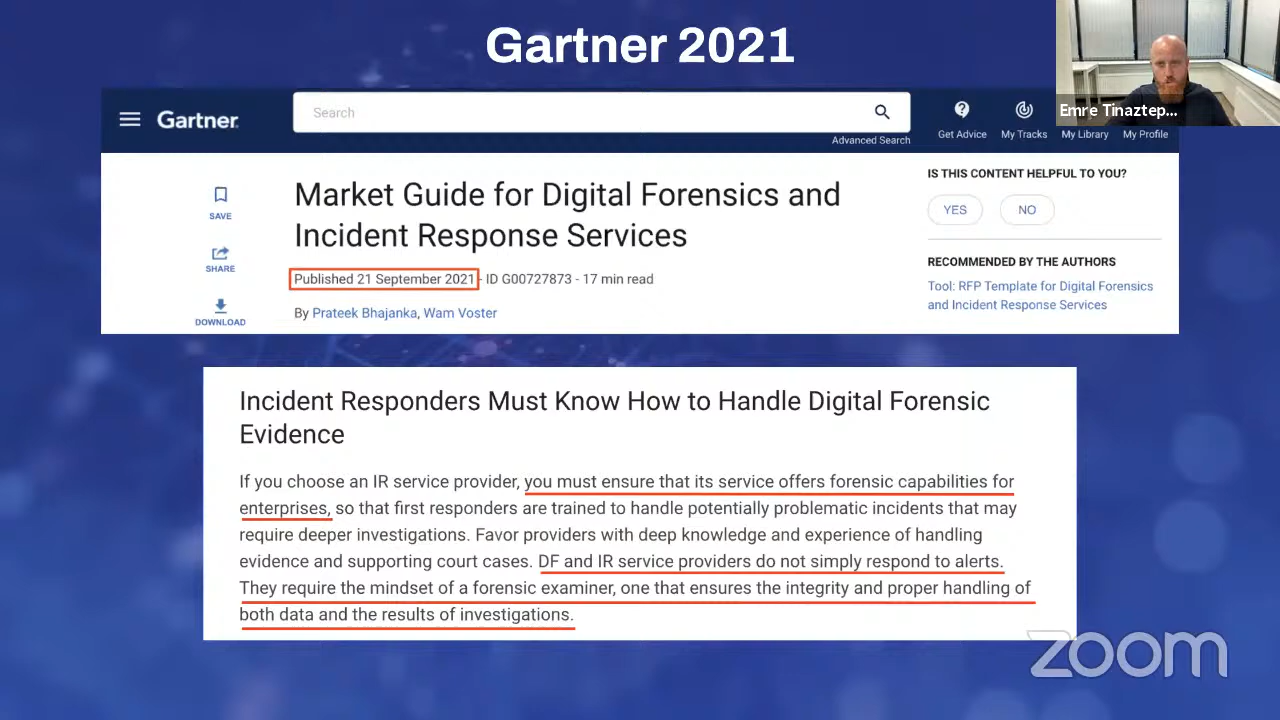 Gartner 2021
Emre Tinaztep...
Gartner.
Search
Advanced Search
Get Advice
My Tracks
My Library
My Profile
SAVE
SHARE
DOWNLOAD
Market Guide for Digital Forensics and
Incident Response Services
Published 21 September 2021 - ID G00727873 - 17 min read
By Prateek Bhajanka, Wam Voster
IS THIS CONTENT HELPFUL TO YOU?
YES
NO
RECOMMENDED BY THE AUTHORS
Tool: RFP Template for Digital Forensics
and Incident Response Services
Incident Responders Must Know How to Handle Digital Forensic
Evidence
If you choose an IR service provider, you must ensure that its service offers forensic capabilities for
enterprises, so that first responders are trained to handle potentially problematic incidents that may
require deeper investigations. Favor providers with deep knowledge and experience of handling
evidence and supporting court cases. DF and IR service providers do not simply respond to alerts.
They require the mindset of a forensic examiner, one that ensures the integrity and proper handling of
both data and the results of investigations.
zoom